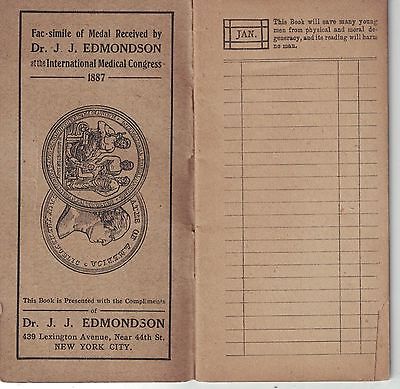 Fac-simile of Medal Received by
Dr. J. J. EDMONDSON
at the International Medical Congress
1887
This Book is Presented with the Compliments
of
Dr. J. J. EDMONDSON
439 Lexington Avenue, Near 44th St.
NEW YORK CITY.
JAN.
This Book will save many young
men from physical and moral de-
generacy, and its reading will harm
no man.